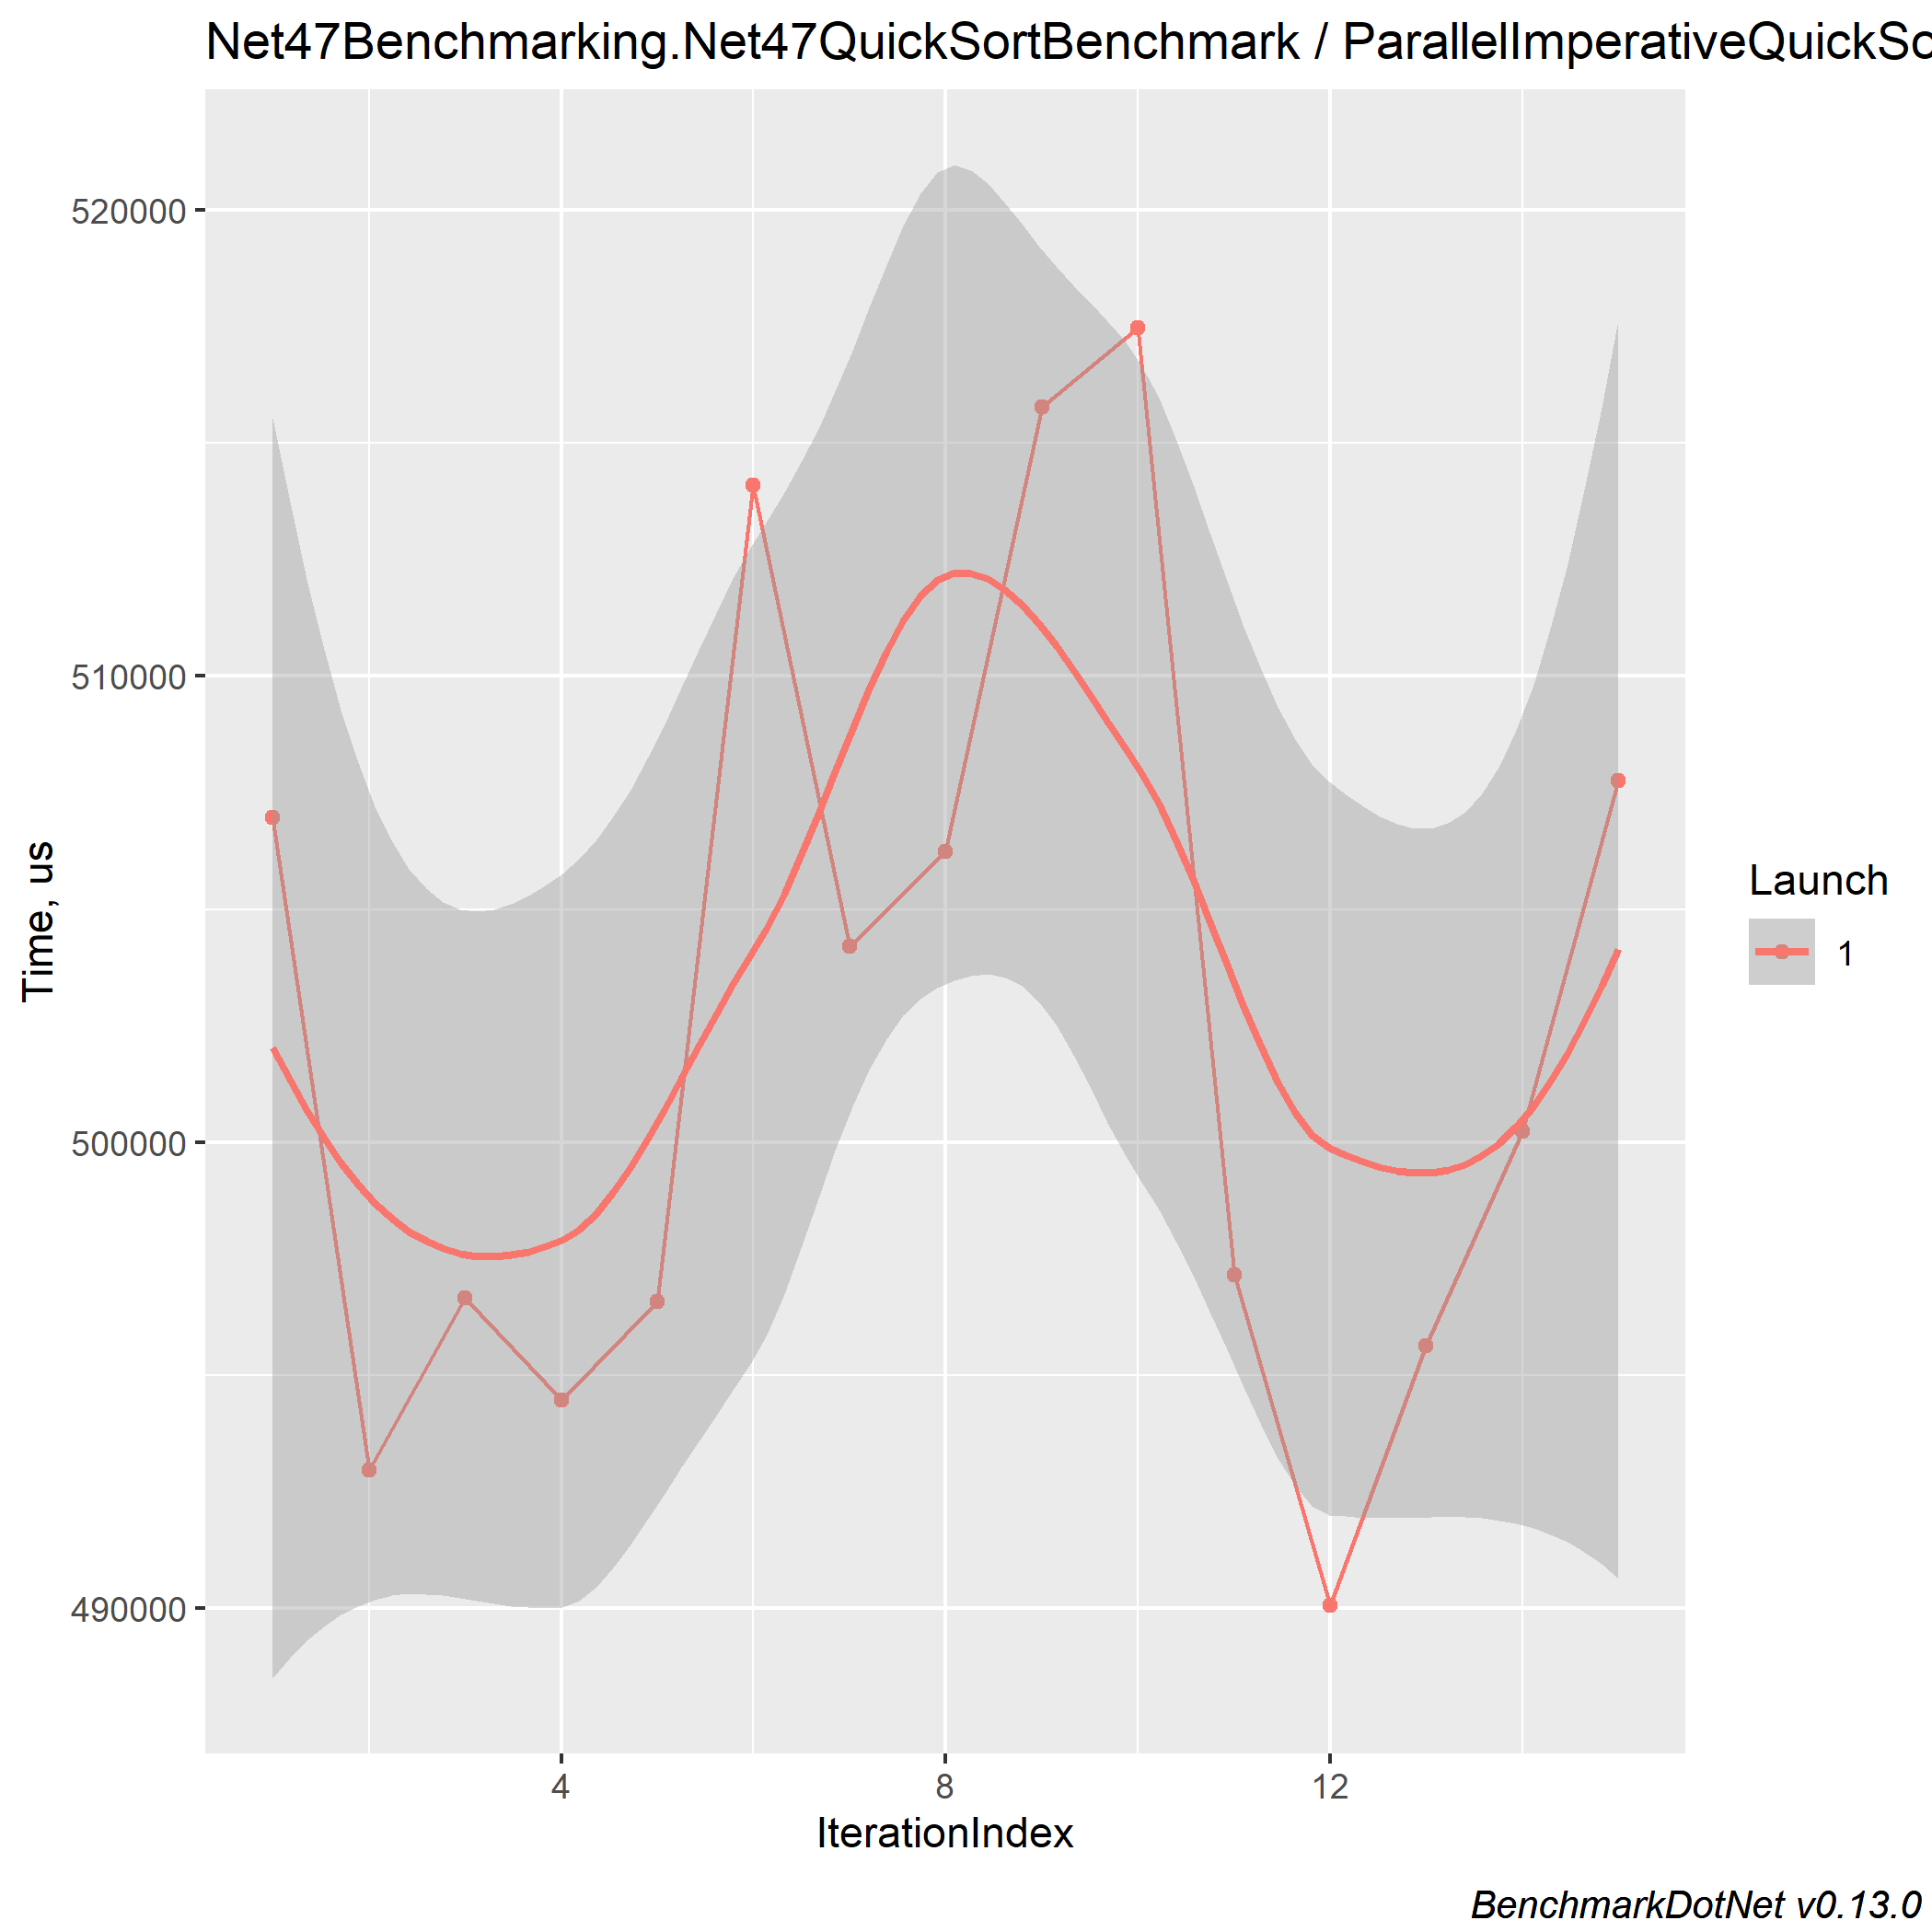 Net47Benchmarking.Net47QuickSortBenchmark / ParallelImperativeQuickSo
520000
510000
500000
490000
Time, us
4 8 12
IterationIndex
Launch
1
BenchmarkDotNet v0.13.0